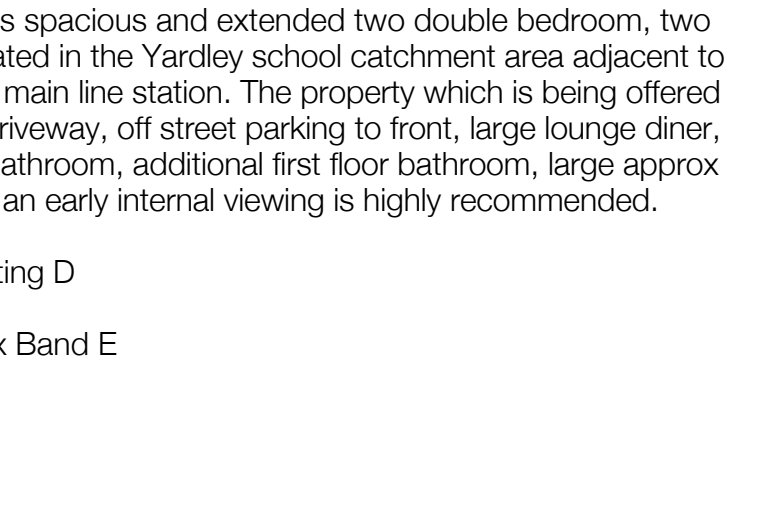 s spacious and extended two double bedroom, two
ated in the Yardley school catchment area adjacent to
main line station. The property which is being offered
riveway, off street parking to front, large lounge diner,
athroom, additional first floor bathroom, large approx
an early internal viewing is highly recommended.
ting D
x Band E